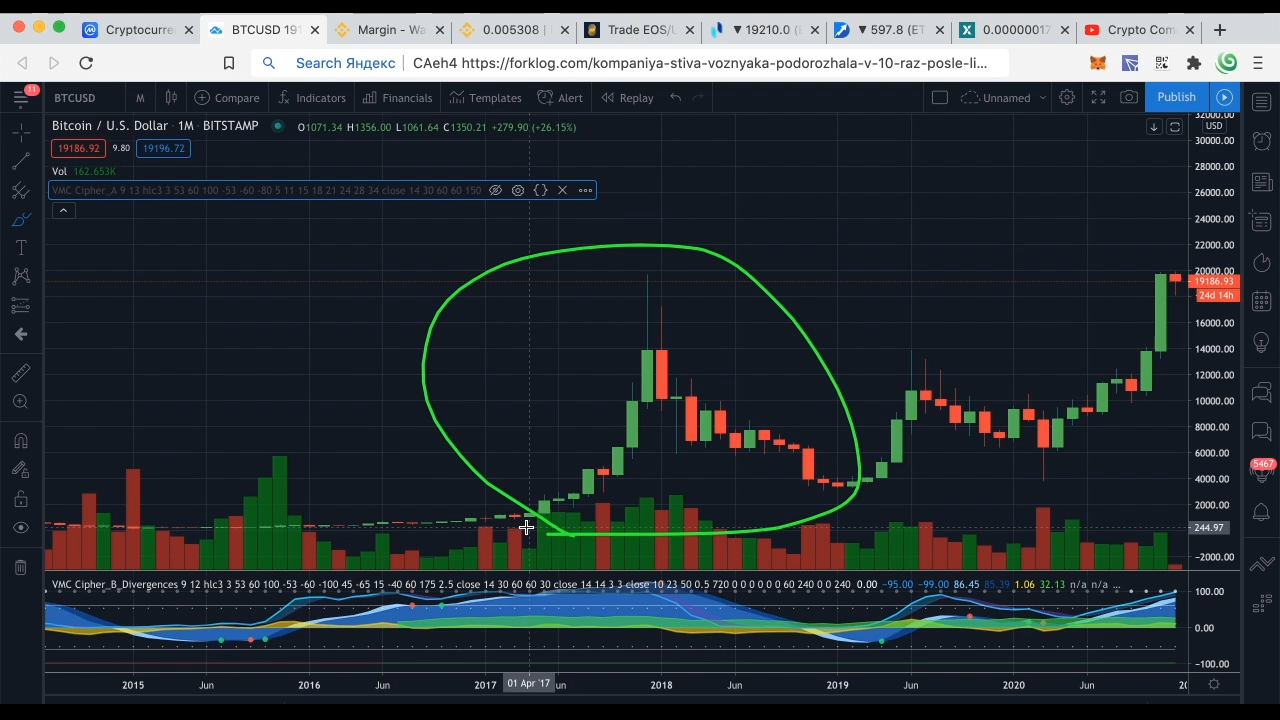 Cryptocurre
BTCUSD 191
Margin - Wa
0.005308 |
Trade EOS/U
▼ 19210.0 (
▼ 597.8 (ET
0.00000017
Crypto Com
Search Яндекс
CAeh4 https://forklog.com/kompaniya-stiva-voznyaka-podorozhala-v-10-raz-posle-li...
11
BTCUSD
M
Compare
Indicators
Financials
Templates
Alert
Replay
Unnamed
Publish
Bitcoin / U.S. Dollar · 1M · BITSTAMP
O1071.34 H1356.00 L1061.64 C1350.21 +279.90 (+26.15%)
19186.92
9.80
19196.72
Vol 162.653K
VMC Cipher_A 9 13 hlc3 3 53 60 100 -53 -60 -80 5 11 15 18 21 24 28 34 close 14 30 60 60 150
32000.00
USD
30000.00
28000.00
26000.00
24000.00
22000.00
20000.00
19186.93
24d 14h
16000.00
14000.00
12000.00
10000.00
8000.00
6000.00
4000.00
2000.00
244.97
-2000.00
5467
VMC Cipher_B_Divergences 9 12 hlc3 3 53 60 100 -53 -60 -100 45 -65 15 -40 60 175 2.5 close 14 30 60 60 30 close 14 14 3 3 close 10 23 50 0.5 720 0 0 0 0 0 0 60 240 0 0 240 0.00 -95.00 -99.00 86.45 85.39 1.06 32.13 n/a n/a ...
100.00
0.00
-100.00
2015
Jun
2016
Jun
2017
01 Apr '17
un
2018
Jun
2019
Jun
2020
Jun